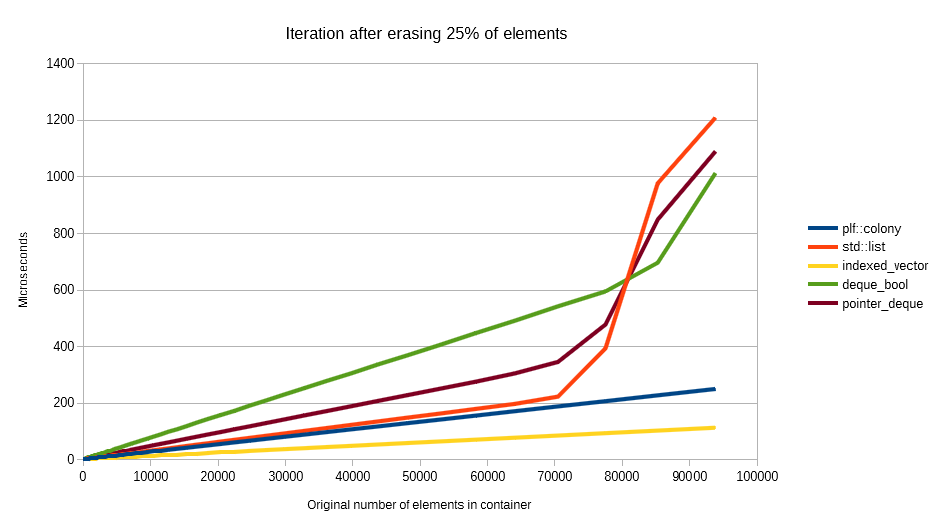 Iteration after erasing 25% of elements
1400
1200
1000
800
600
400
200
0
Microseconds
0 10000 20000 30000 40000 50000 60000 70000 80000 90000 100000
Original number of elements in container
plf::colony
std::list
indexed_vector
deque_bool
pointer_deque